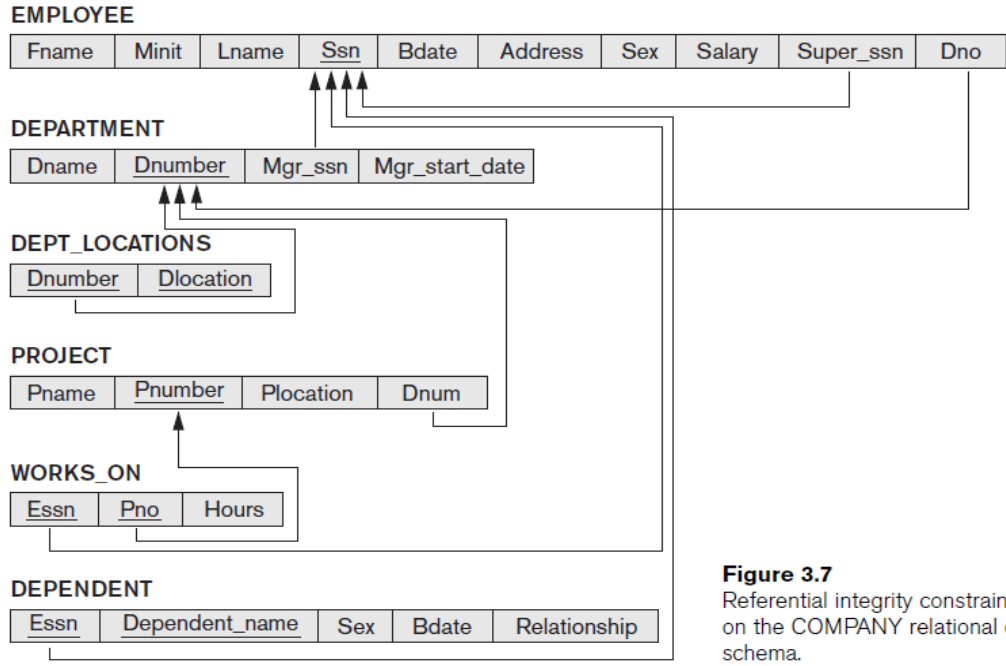 EMPLOYEE
Fname Minit Lname Ssn Bdate Address Sex Salary Super_ssn Dno
DEPARTMENT
Dname Dnumber Mgr_ssn Mgr_start_date
DEPT_LOCATIONS
Dnumber Dlocation
PROJECT
Pname Pnumber Plocation Dnum
WORKS_ON
Essn Pno Hours
DEPENDENT
Essn Dependent_name Sex Bdate Relationship
Figure 3.7
Referential integrity constrain
on the COMPANY relational
schema.